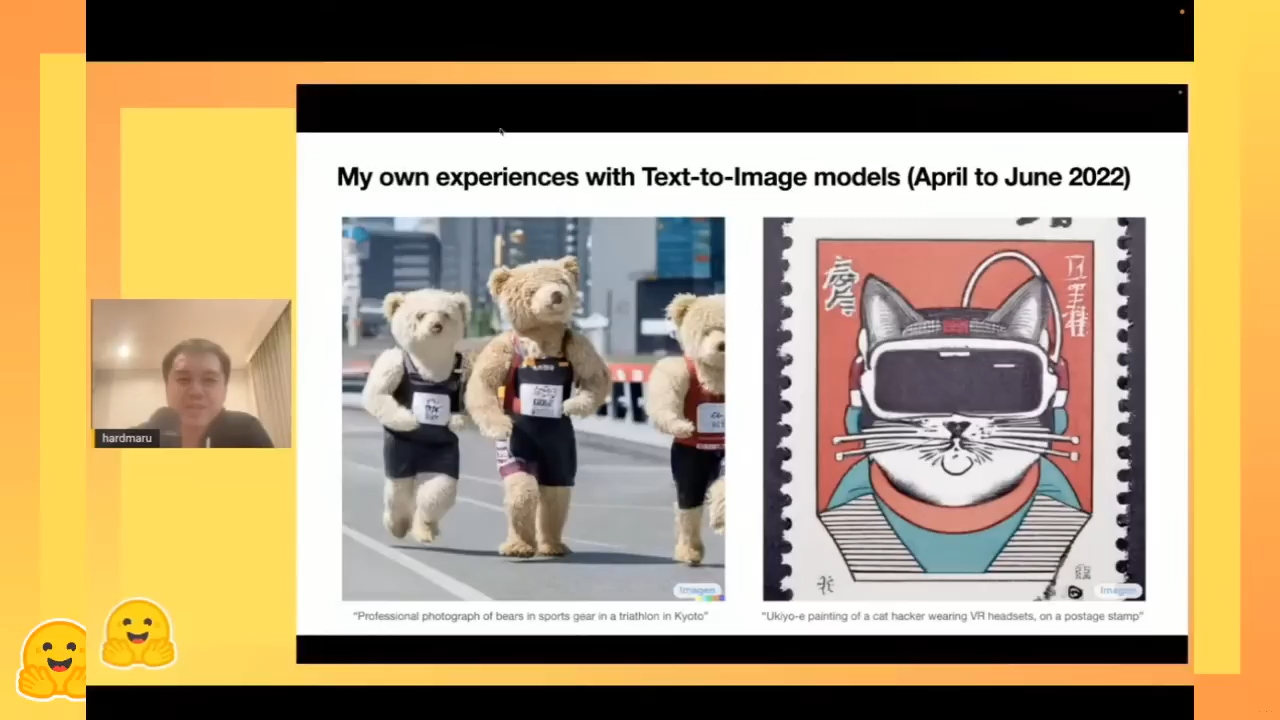 My own experiences with Text-to-Image models (April to June 2022)
hardmaru
Imagen
Imagen
“Professional photograph of bears in sports gear in a triathlon in Kyoto”
“Ukiyo-e painting of a cat hacker wearing VR headsets, on a postage stamp”